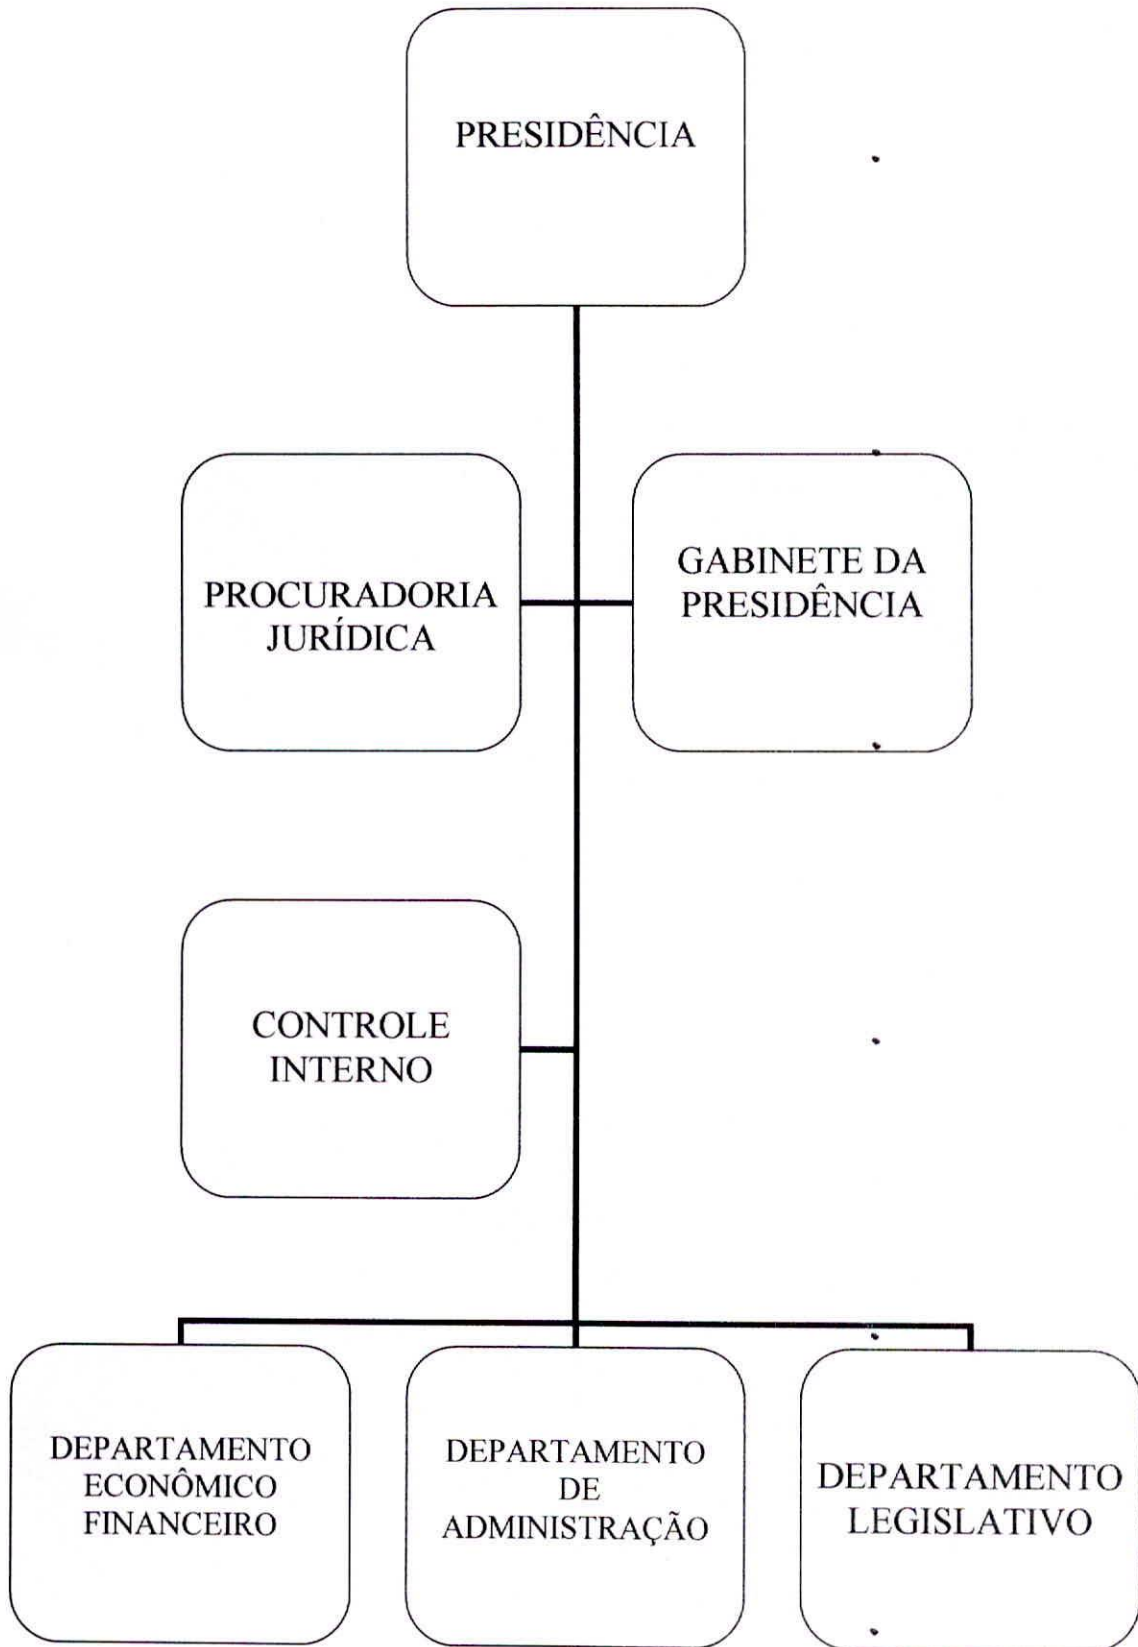 PRESIDÊNCIA
PROCURADORIA
JURÍDICA
GABINETE DA
PRESIDÊNCIA
CONTROLE
INTERNO
DEPARTAMENTO
ECONÔMICO
FINANCEIRO
DEPARTAMENTO
DE
ADMINISTRAÇÃO
DEPARTAMENTO
LEGISLATIVO